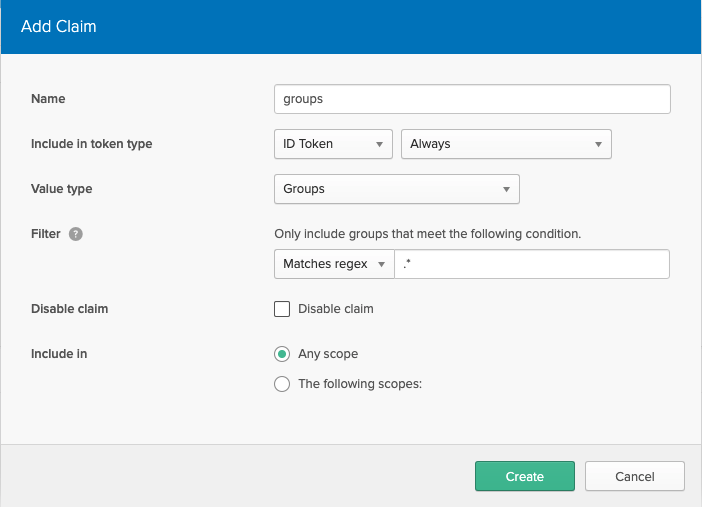 Add Claim
Name groups
Include in token type ID Token Always
Value type Groups
Filter ? Only include groups that meet the following condition.
Matches regex .*
Disable claim Disable claim
Include in Any scope
The following scopes:
Create Cancel